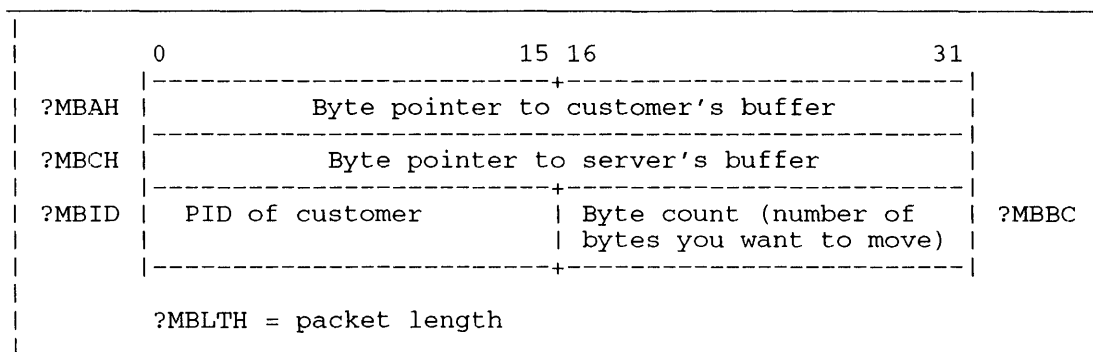 0 15 16 31
?MBAH Byte pointer to customer's buffer
?MBCH Byte pointer to server's buffer
?MBID PID of customer Byte count (number of ?MBBC
bytes you want to move)
?MBLTH = packet length